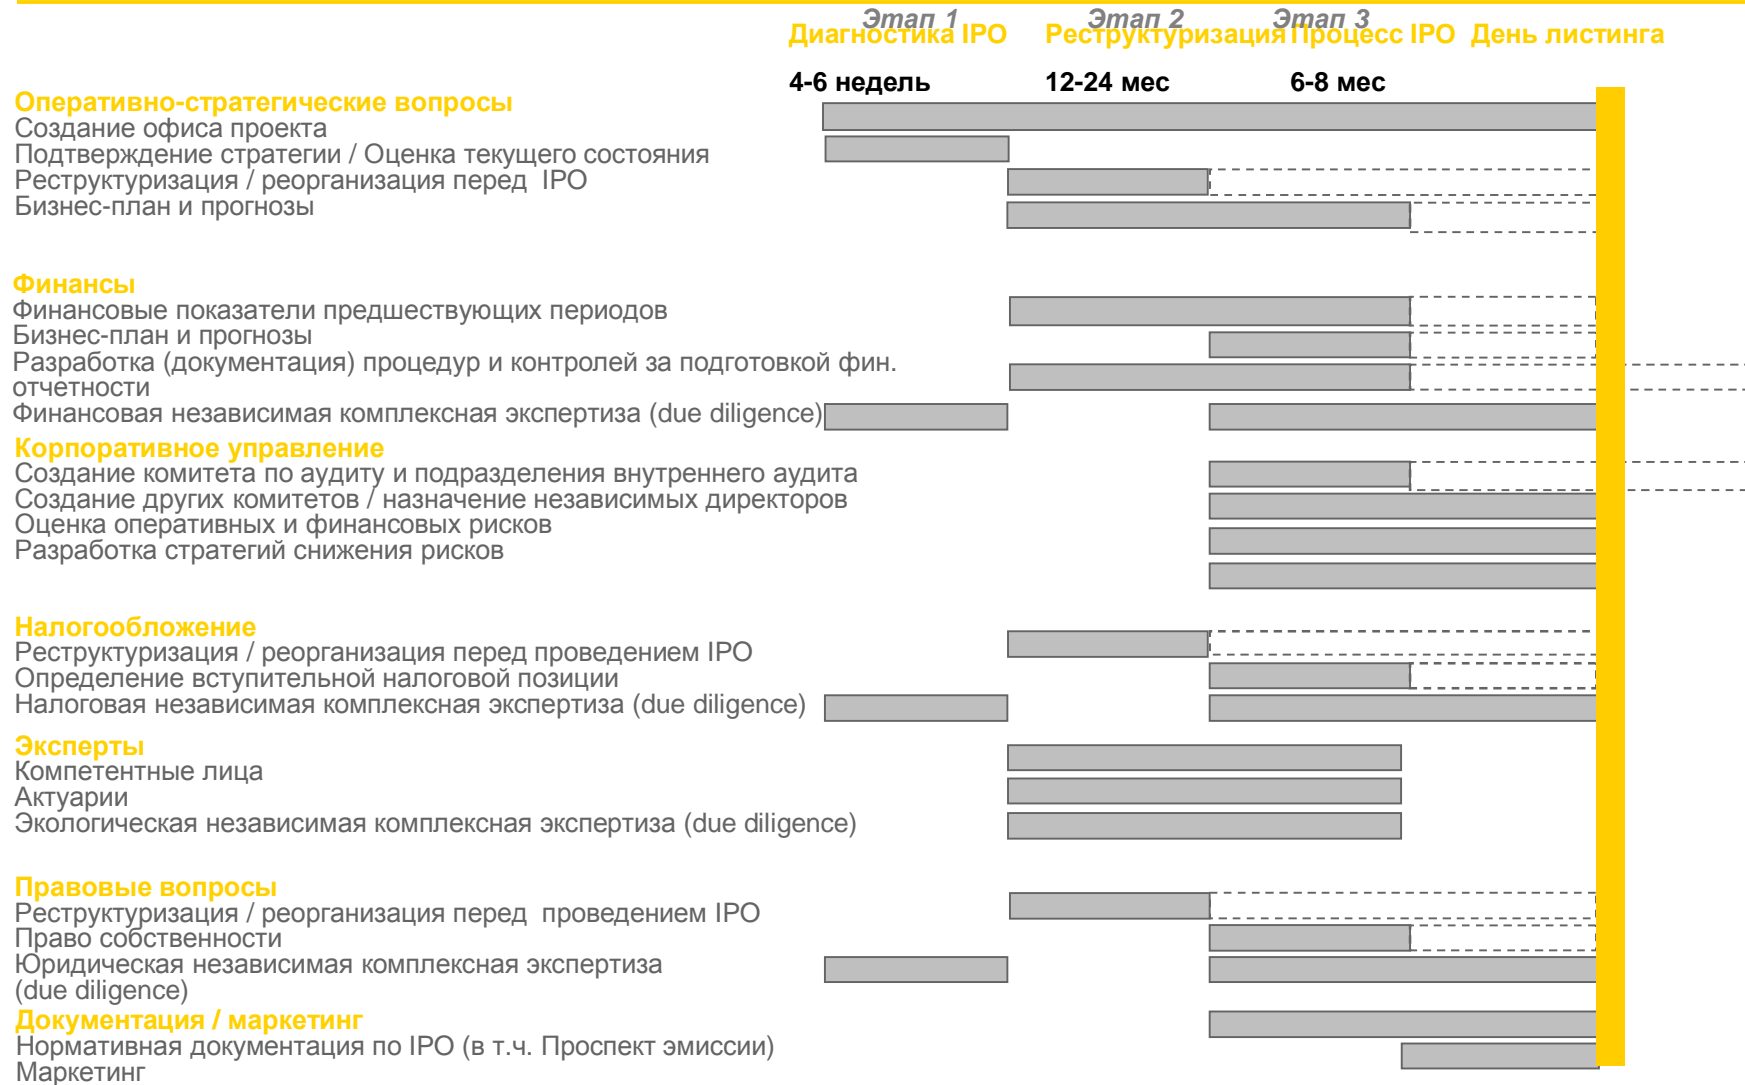 Этап 1 Этап 2 Этап 3
Диагностика IPO Реструктуризация Процесс IPO День листинга
4-6 недель 12-24 мес 6-8 мес
Оперативно-стратегические вопросы
Создание офиса проекта
Подтверждение стратегии / Оценка текущего состояния
Реструктуризация / реорганизация перед IPO
Бизнес-план и прогнозы
Финансы
Финансовые показатели предшествующих периодов
Бизнес-план и прогнозы
Разработка (документация) процедур и контролей за подготовкой фин.
отчетности
Финансовая независимая комплексная экспертиза (due diligence)
Корпоративное управление
Создание комитета по аудиту и подразделения внутреннего аудита
Создание других комитетов / назначение независимых директоров
Оценка оперативных и финансовых рисков
Разработка стратегий снижения рисков
Налогообложение
Реструктуризация / реорганизация перед проведением IPO
Определение вступительной налоговой позиции
Налоговая независимая комплексная экспертиза (due diligence)
Эксперты
Компетентные лица
Актуарии
Экологическая независимая комплексная экспертиза (due diligence)
Правовые вопросы
Реструктуризация / реорганизация перед проведением IPO
Право собственности
Юридическая независимая комплексная экспертиза
(due diligence)
Документация / маркетинг
Нормативная документация по IPO (в т.ч. Проспект эмиссии)
Маркетинг